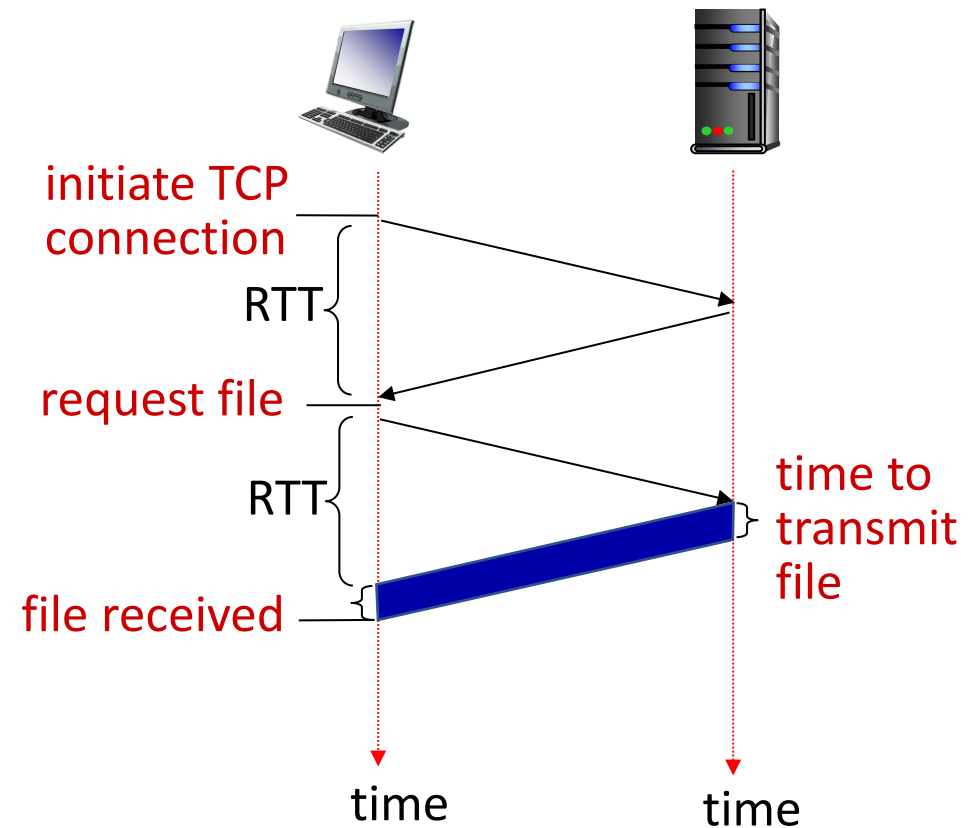 initiate TCP
connection
RTT
request file
RTT
time to
transmit
file
file received
time
time